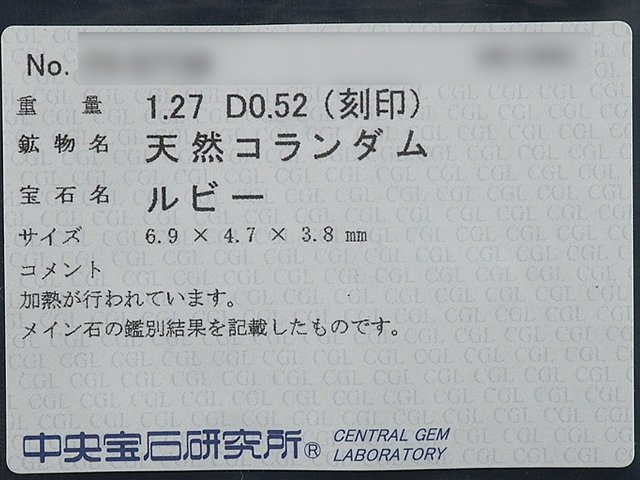 No.
重量 1.27 D0.52(刻印)
鉱物名 天然コランダム
宝石名 ルビー
サイズ 6.9 × 4.7 × 3.8 mm
コメント
加熱が行われています。
メイン石の鑑別結果を記載したものです。
中央宝石研究所® CENTRAL GEM
LABORATORY